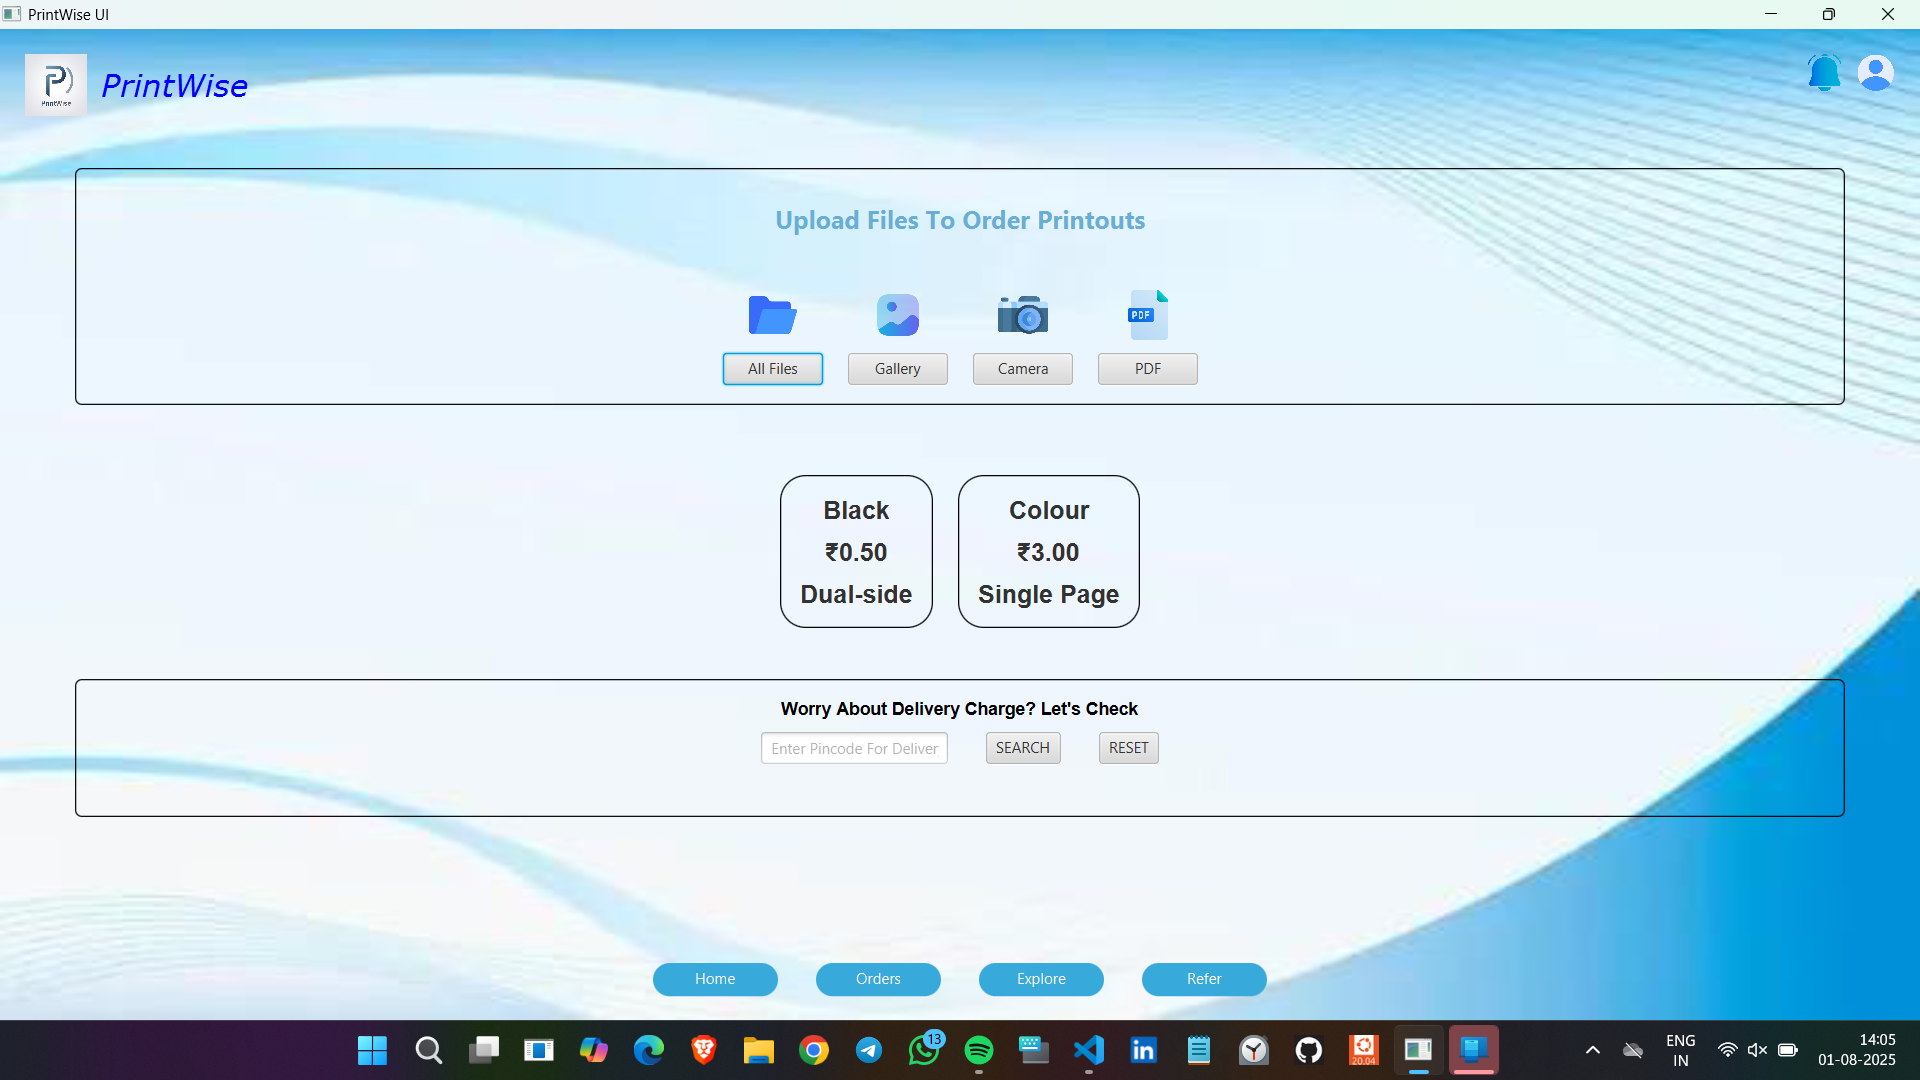 PrintWise UI
PrintWise
PrintWise
Upload Files To Order Printouts
PDF
All Files
Gallery
Camera
PDF
Black
₹0.50
Dual-side
Colour
₹3.00
Single Page
Worry About Delivery Charge? Let's Check
Enter Pincode For Deliver
SEARCH
RESET
Home
Orders
Explore
Refer
13
in
20.04
ENG
IN
14:05
01-08-2025